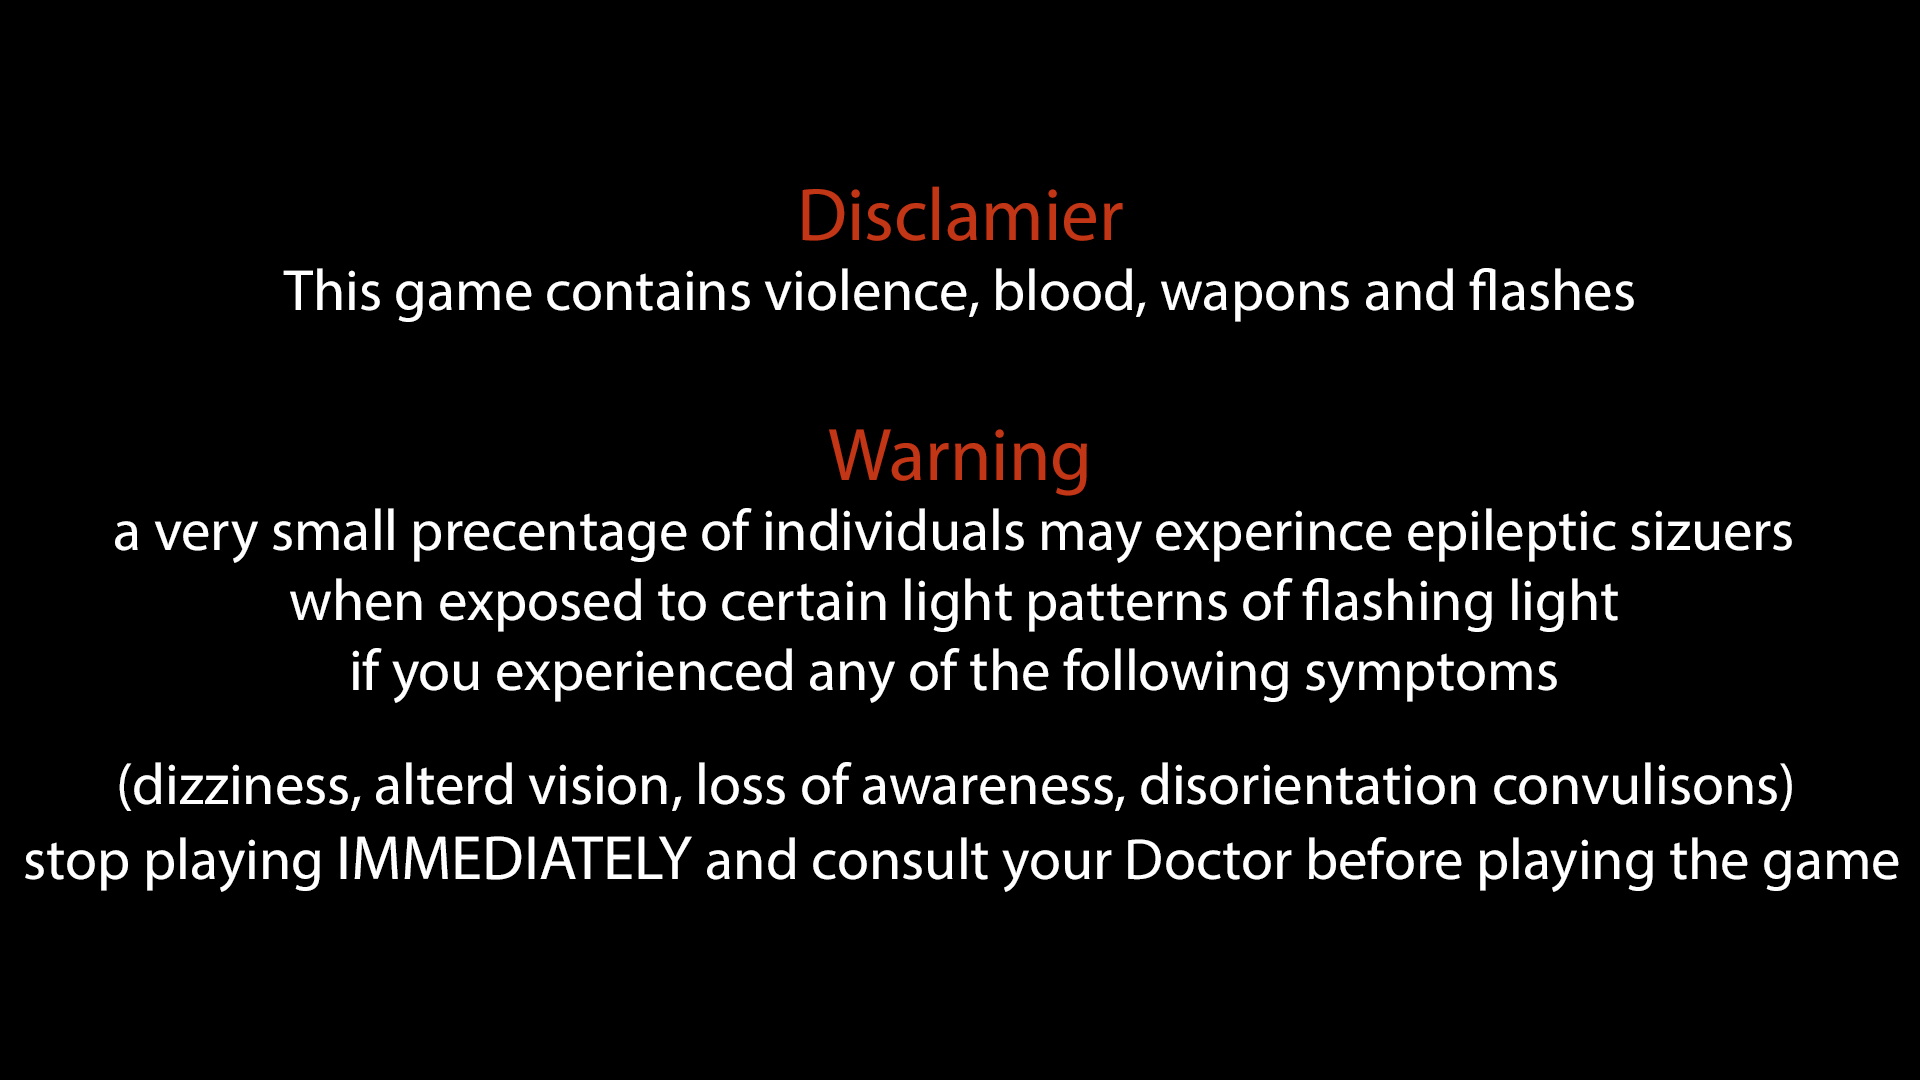 Disclamier
This game contains violence, blood, wapons and flashes
Warning
a very small precentage of individuals may experince epileptic sizuers
when exposed to certain light patterns of flashing light
if you experienced any of the following symptoms
(dizziness, alterd vision, loss of awareness, disorientation convulisons)
stop playing IMMEDIATELY and consult your Doctor before playing the game